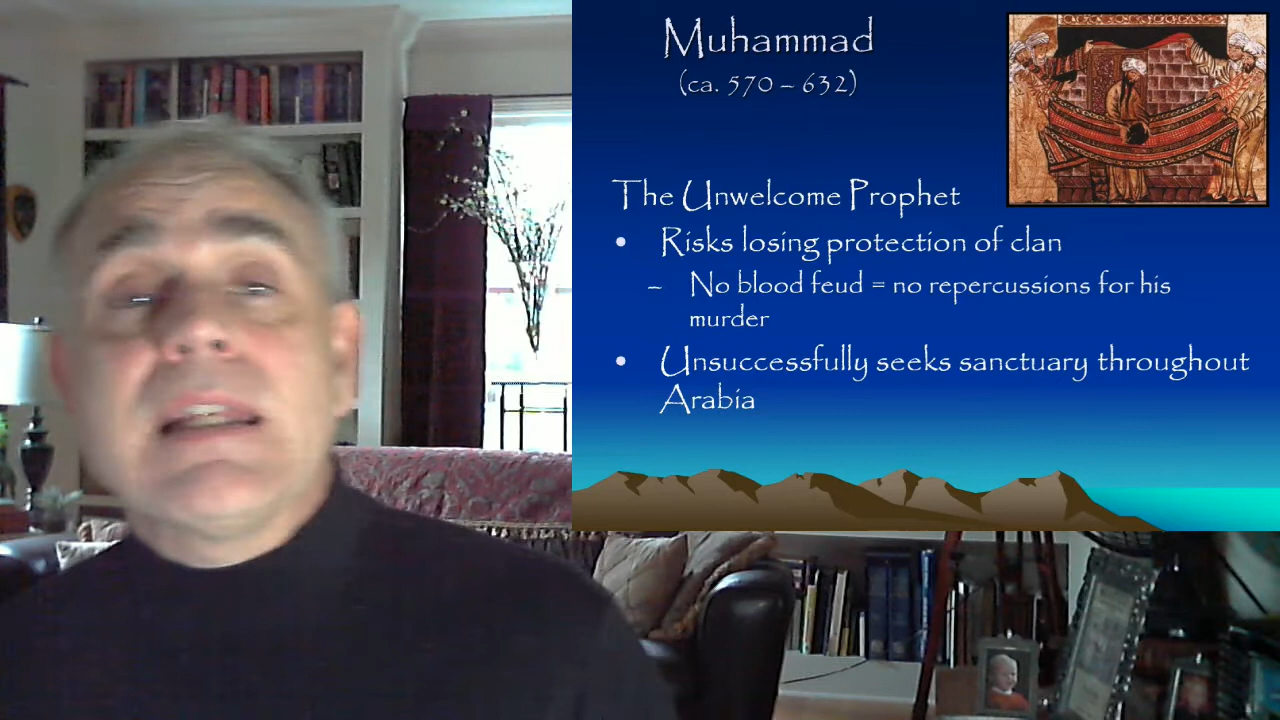 Muhammad
(ca. 570 – 632)
The Unwelcome Prophet
• Risks losing protection of clan
– No blood feud = no repercussions for his
murder
• Unsuccessfully seeks sanctuary throughout
Arabia